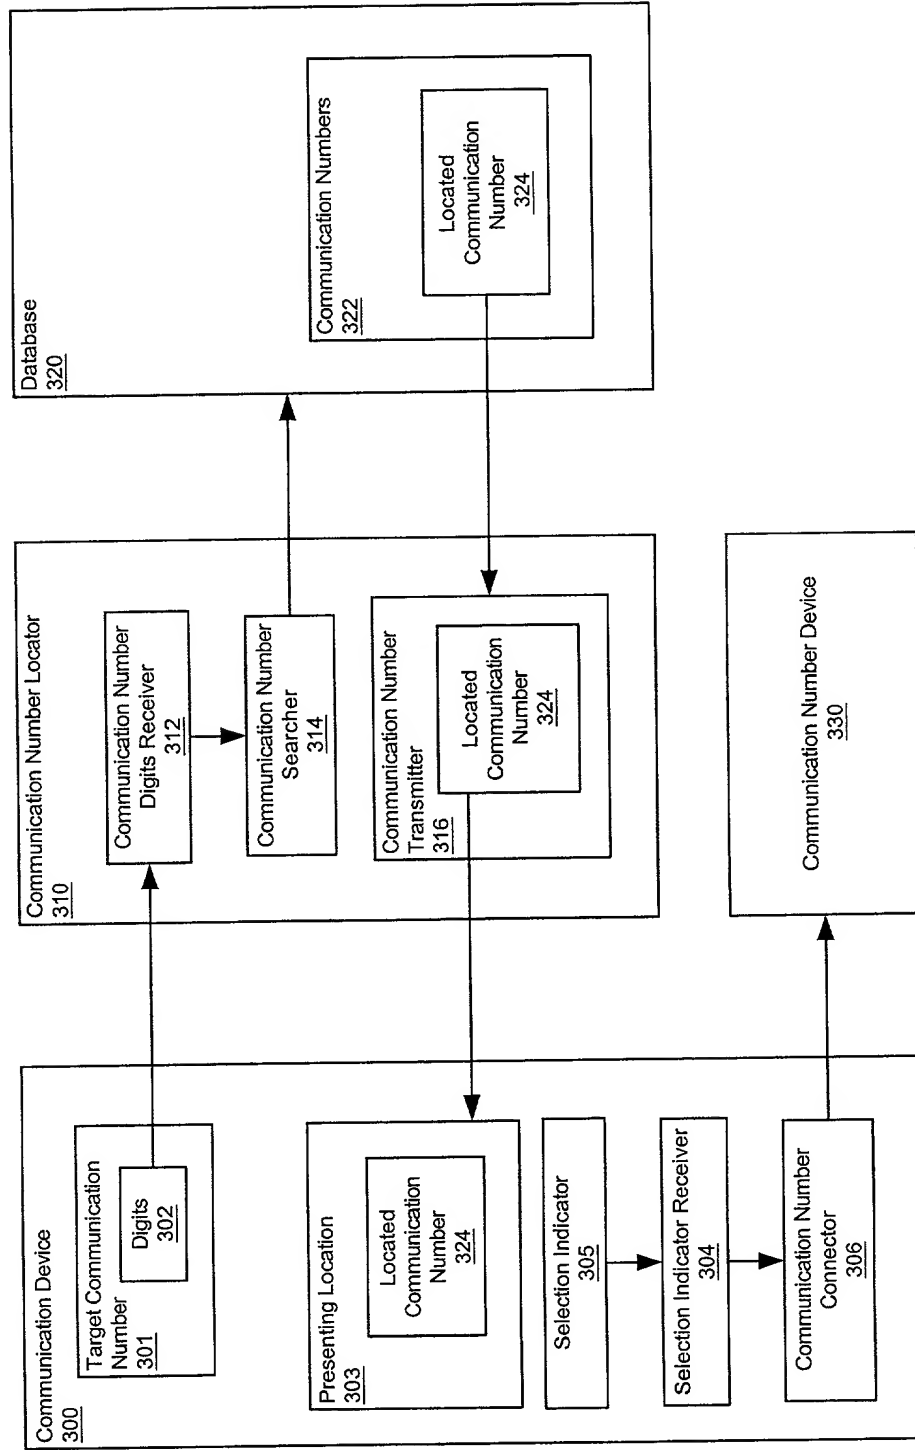 Communication Device
300
Target Communication
Number
301
Digits
302
Presenting Location
303
Located
Communication
Number
324
Selection Indicator
305
Selection Indicator Receiver
304
Communication Number
Connector
306
Communication Number Locator
310
Communication Number
Digits Receiver
312
Communication Number
Searcher
314
Communication Number
Transmitter
316
Located
Communication
Number
324
Communication Number Device
330
Database
320
Communication Numbers
322
Located
Communication
Number
324